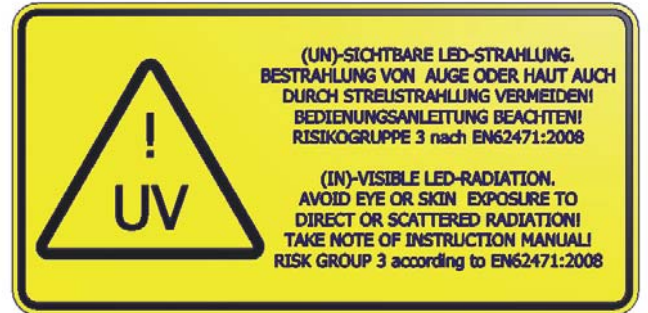 !
UV
(UN)-SICHTBARE LED-STRAHLUNG.
BESTRAHLUNG VON AUGE ODER HAUT AUCH
DURCH STREUSTRAHLUNG VERMEIDEN!
BEDIENUNGSANLEITUNG BEACHTEN!
RISIKOGRUPPE 3 nach EN62471:2008
(IN)-VISIBLE LED-RADIATION.
AVOID EYE OR SKIN EXPOSURE TO
DIRECT OR SCATTERED RADIATION!
TAKE NOTE OF INSTRUCTION MANUAL!
RISK GROUP 3 according to EN62471:2008